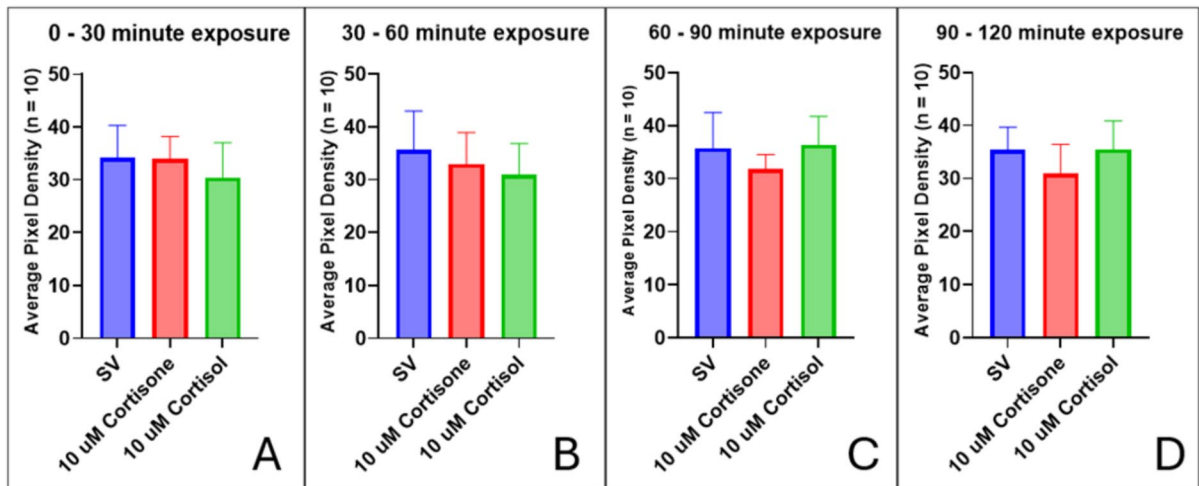 0 - 30 minute exposure
Average Pixel Density (n = 10)
50
40
30
20
10
0
SV
10 uM Cortisone
10 uM Cortisol
A
30 - 60 minute exposure
Average Pixel Density (n = 10)
50
40
30
20
10
0
SV
10 uM Cortisone
10 uM Cortisol
B
60 - 90 minute exposure
Average Pixel Density (n = 10)
50
40
30
20
10
0
SV
10 uM Cortisone
10 uM Cortisol
C
90 - 120 minute exposure
Average Pixel Density (n = 10)
50
40
30
20
10
0
SV
10 uM Cortisone
10 uM Cortisol
D